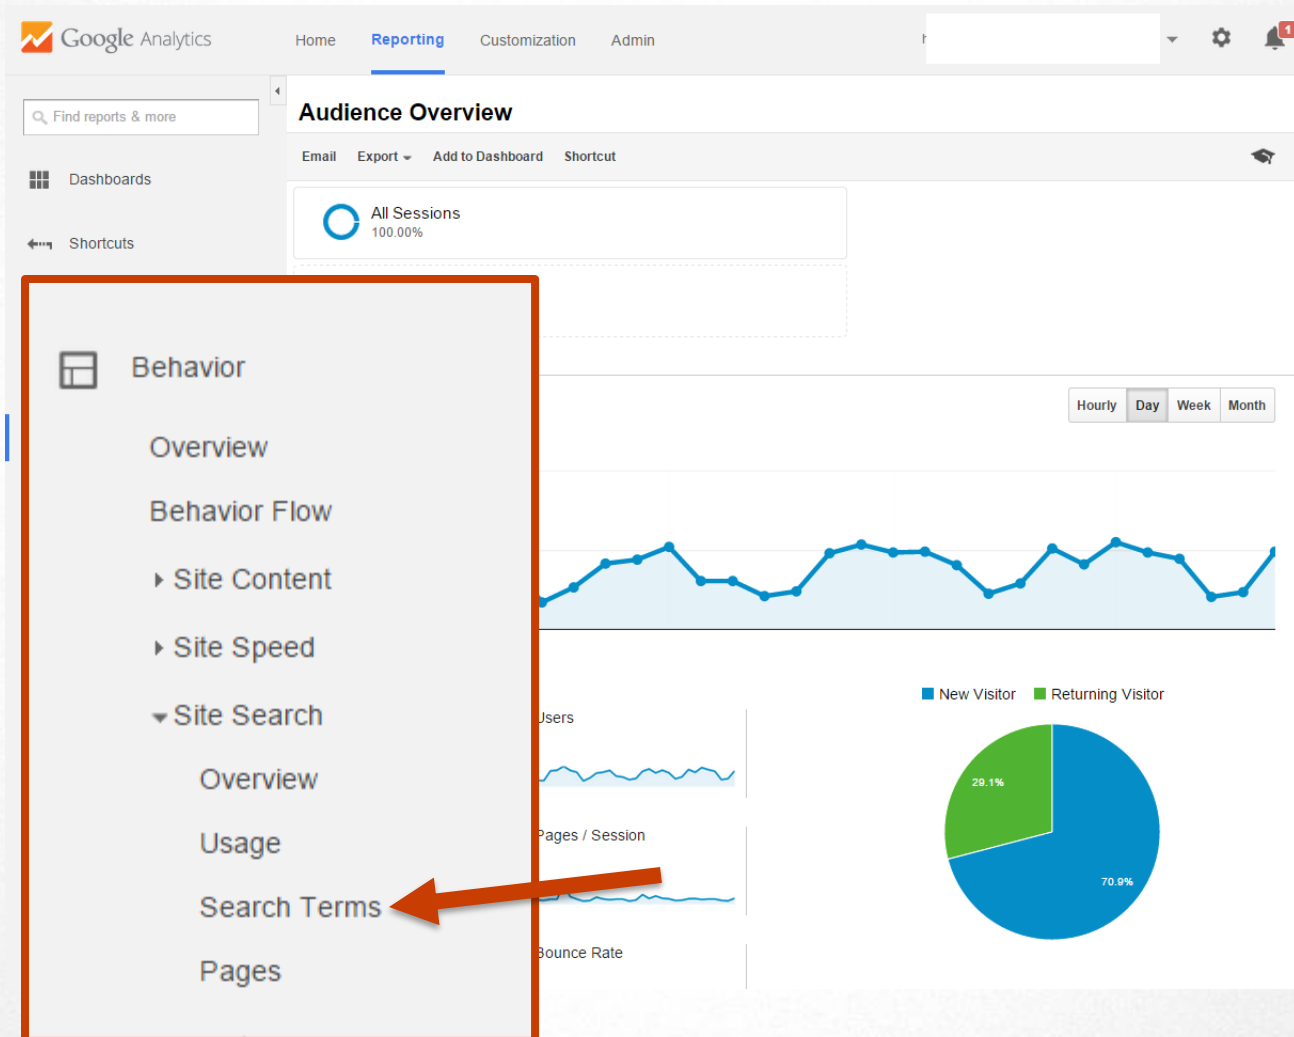 Google Analytics
Home Reporting Customization Admin
1
Find reports & more
Audience Overview
Email Export Add to Dashboard Shortcut
Dashboards
All Sessions
100.00%
Shortcuts
Behavior
Overview
Behavior Flow
Site Content
Site Speed
Site Search
Overview
Usage
Search Terms
Pages
Hourly Day Week Month
New Visitor Returning Visitor
Users
29.1%
Pages / Session
70.9%
Bounce Rate